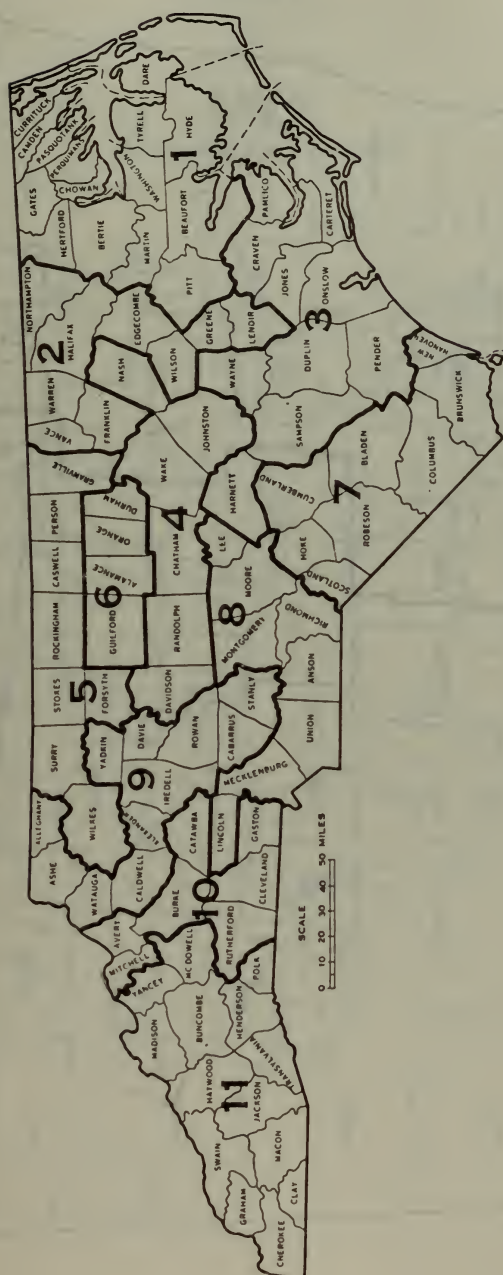 CURRITUCK
CAMDEN
PASQUOTANK
PERQUIMANS
GATES
CHOWAN
HERTFORD
BERTIE
DARE
TYRELL
WASHINGTON
HYDE
MARTIN
1
BEAUFORT
PITT
PAMLICO
CRAVEN
CARTERET
JONES
ONSLOW
NORTHAMPTON
2
HALIFAX
EDGECOMBE
WARREN
VANCE
FRANKLIN
NASH
WILSON
GREENE
LENOIR
WAYNE
3
DUPLIN
PENDER
SAMPSON
NEW HANOVER
BRUNSWICK
COLUMBUS
BLADEN
7
ROBESON
CUMBERLAND
HOKE
SCOTLAND
HARNETT
JOHNSTON
WAKE
4
CHATHAM
LEE
GRANVILLE
PERSON
DURHAM
ORANGE
CASWELL
ALAMANCE
6
ROCKINGHAM
GUILFORD
RANDOLPH
MOORE
8
MONTGOMERY
RICHMOND
ANSON
UNION
STANLY
CABARRUS
MECKLENBURG
STOKES
5
FORSYTH
DAVIDSON
SURRY
YADKIN
DAVIE
ROWAN
9
IREDELL
ALLEGHANY
WILKES
ALEXANDER
ASHE
WATAUGA
CALDWELL
CATAWBA
LINCOLN
GASTON
CLEVELAND
BURKE
10
RUTHERFORD
AVERY
MITCHELL
MCDOWELL
POLK
YANCEY
MADISON
BUNCOMBE
HENDERSON
TRANSYLVANIA
HAYWOOD
11
JACKSON
SWAIN
MACON
GRAHAM
CLAY
CHEROKEE
SCALE
0 10 20 30 40 50 MILES